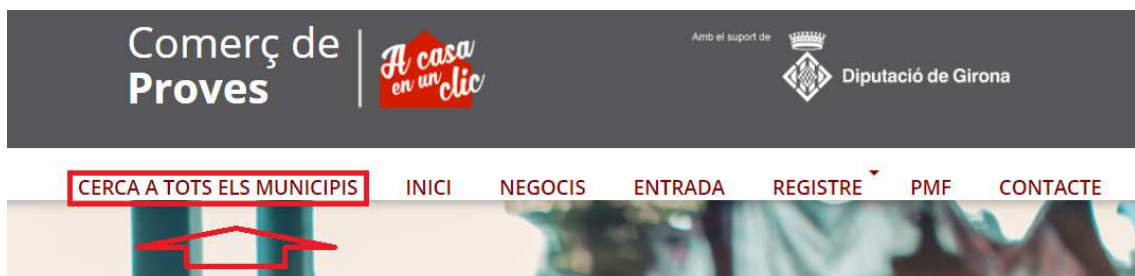 Comerç de
Proves
A casa
en un clic
Amb el suport de
Diputació de Girona
CERCA A TOTS ELS MUNICIPIS INICI NEGOCIS ENTRADA REGISTRE PMF CONTACTE